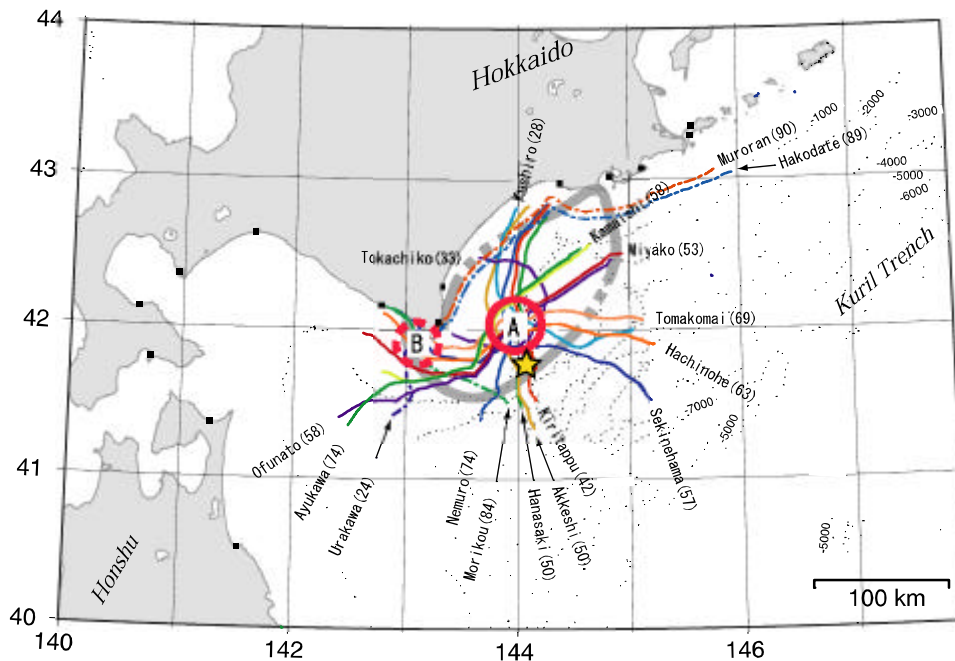 44
Hokkaido
Kushiro(28)
-1000
-2000
-3000
43
Muroran(90)
Hakodate(89)
-4000
-5000
-6000
Kamaishi(58)
Tokachiko(33)
Miyako(53)
Kuril Trench
42
A
B
Tomakomai(69)
Hachinohe(63)
-7000
-5000
Sekinehama(57)
Kiritappu(42)
Akkeshi(50)
Hanasaki(50)
Morikou(84)
Nemuro(74)
Urakawa(24)
Ayukawa(74)
Ofunato(58)
41
-5000
Honshu
100 km
40
140
142
144
146